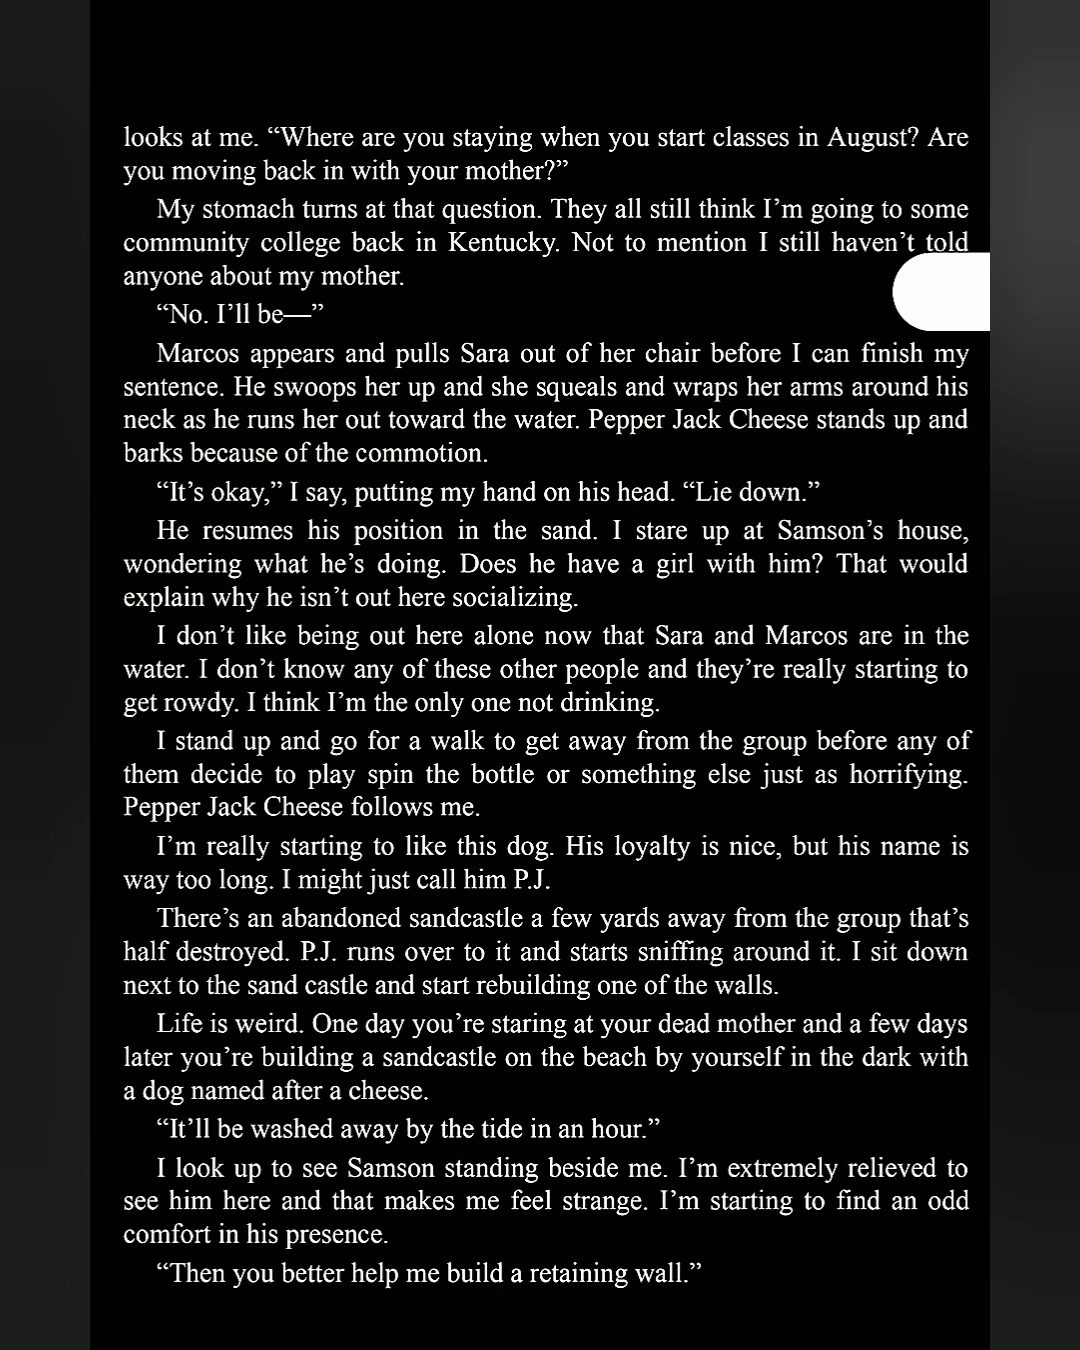 looks at me. “Where are you staying when you start classes in August? Are
you moving back in with your mother?”
My stomach turns at that question. They all still think I’m going to some
community college back in Kentucky. Not to mention I still haven’t told
anyone about my mother.
“No. I’ll be—”
Marcos appears and pulls Sara out of her chair before I can finish my
sentence. He swoops her up and she squeals and wraps her arms around his
neck as he runs her out toward the water. Pepper Jack Cheese stands up and
barks because of the commotion.
“It’s okay,” I say, putting my hand on his head. “Lie down.”
He resumes his position in the sand. I stare up at Samson’s house,
wondering what he’s doing. Does he have a girl with him? That would
explain why he isn’t out here socializing.
I don’t like being out here alone now that Sara and Marcos are in the
water. I don’t know any of these other people and they’re really starting to
get rowdy. I think I’m the only one not drinking.
I stand up and go for a walk to get away from the group before any of
them decide to play spin the bottle or something else just as horrifying.
Pepper Jack Cheese follows me.
I’m really starting to like this dog. His loyalty is nice, but his name is
way too long. I might just call him P.J.
There’s an abandoned sandcastle a few yards away from the group that’s
half destroyed. P.J. runs over to it and starts sniffing around it. I sit down
next to the sand castle and start rebuilding one of the walls.
Life is weird. One day you’re staring at your dead mother and a few days
later you’re building a sandcastle on the beach by yourself in the dark with
a dog named after a cheese.
“It’ll be washed away by the tide in an hour.”
I look up to see Samson standing beside me. I’m extremely relieved to
see him here and that makes me feel strange. I’m starting to find an odd
comfort in his presence.
“Then you better help me build a retaining wall.”